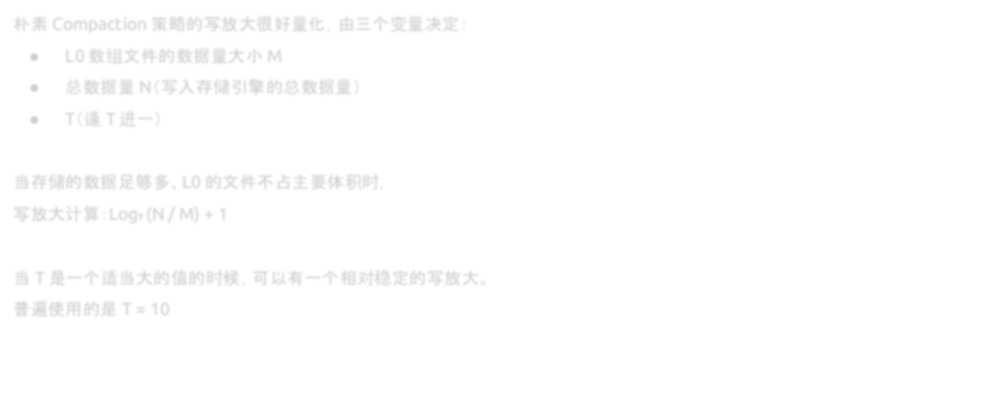 朴素 Compaction 策略的写放大很好量化，由三个变量决定：
● L0 数组文件的数据量大小 M
● 总数据量 N（写入存储引擎的总数据量）
● T（逢 T 进一）
当存储的数据足够多、L0 的文件不占主要体积时，
写放大计算：Logₜ (N / M) + 1
当 T 是一个适当大的值的时候，可以有一个相对稳定的写放大。
普遍使用的是 T = 10